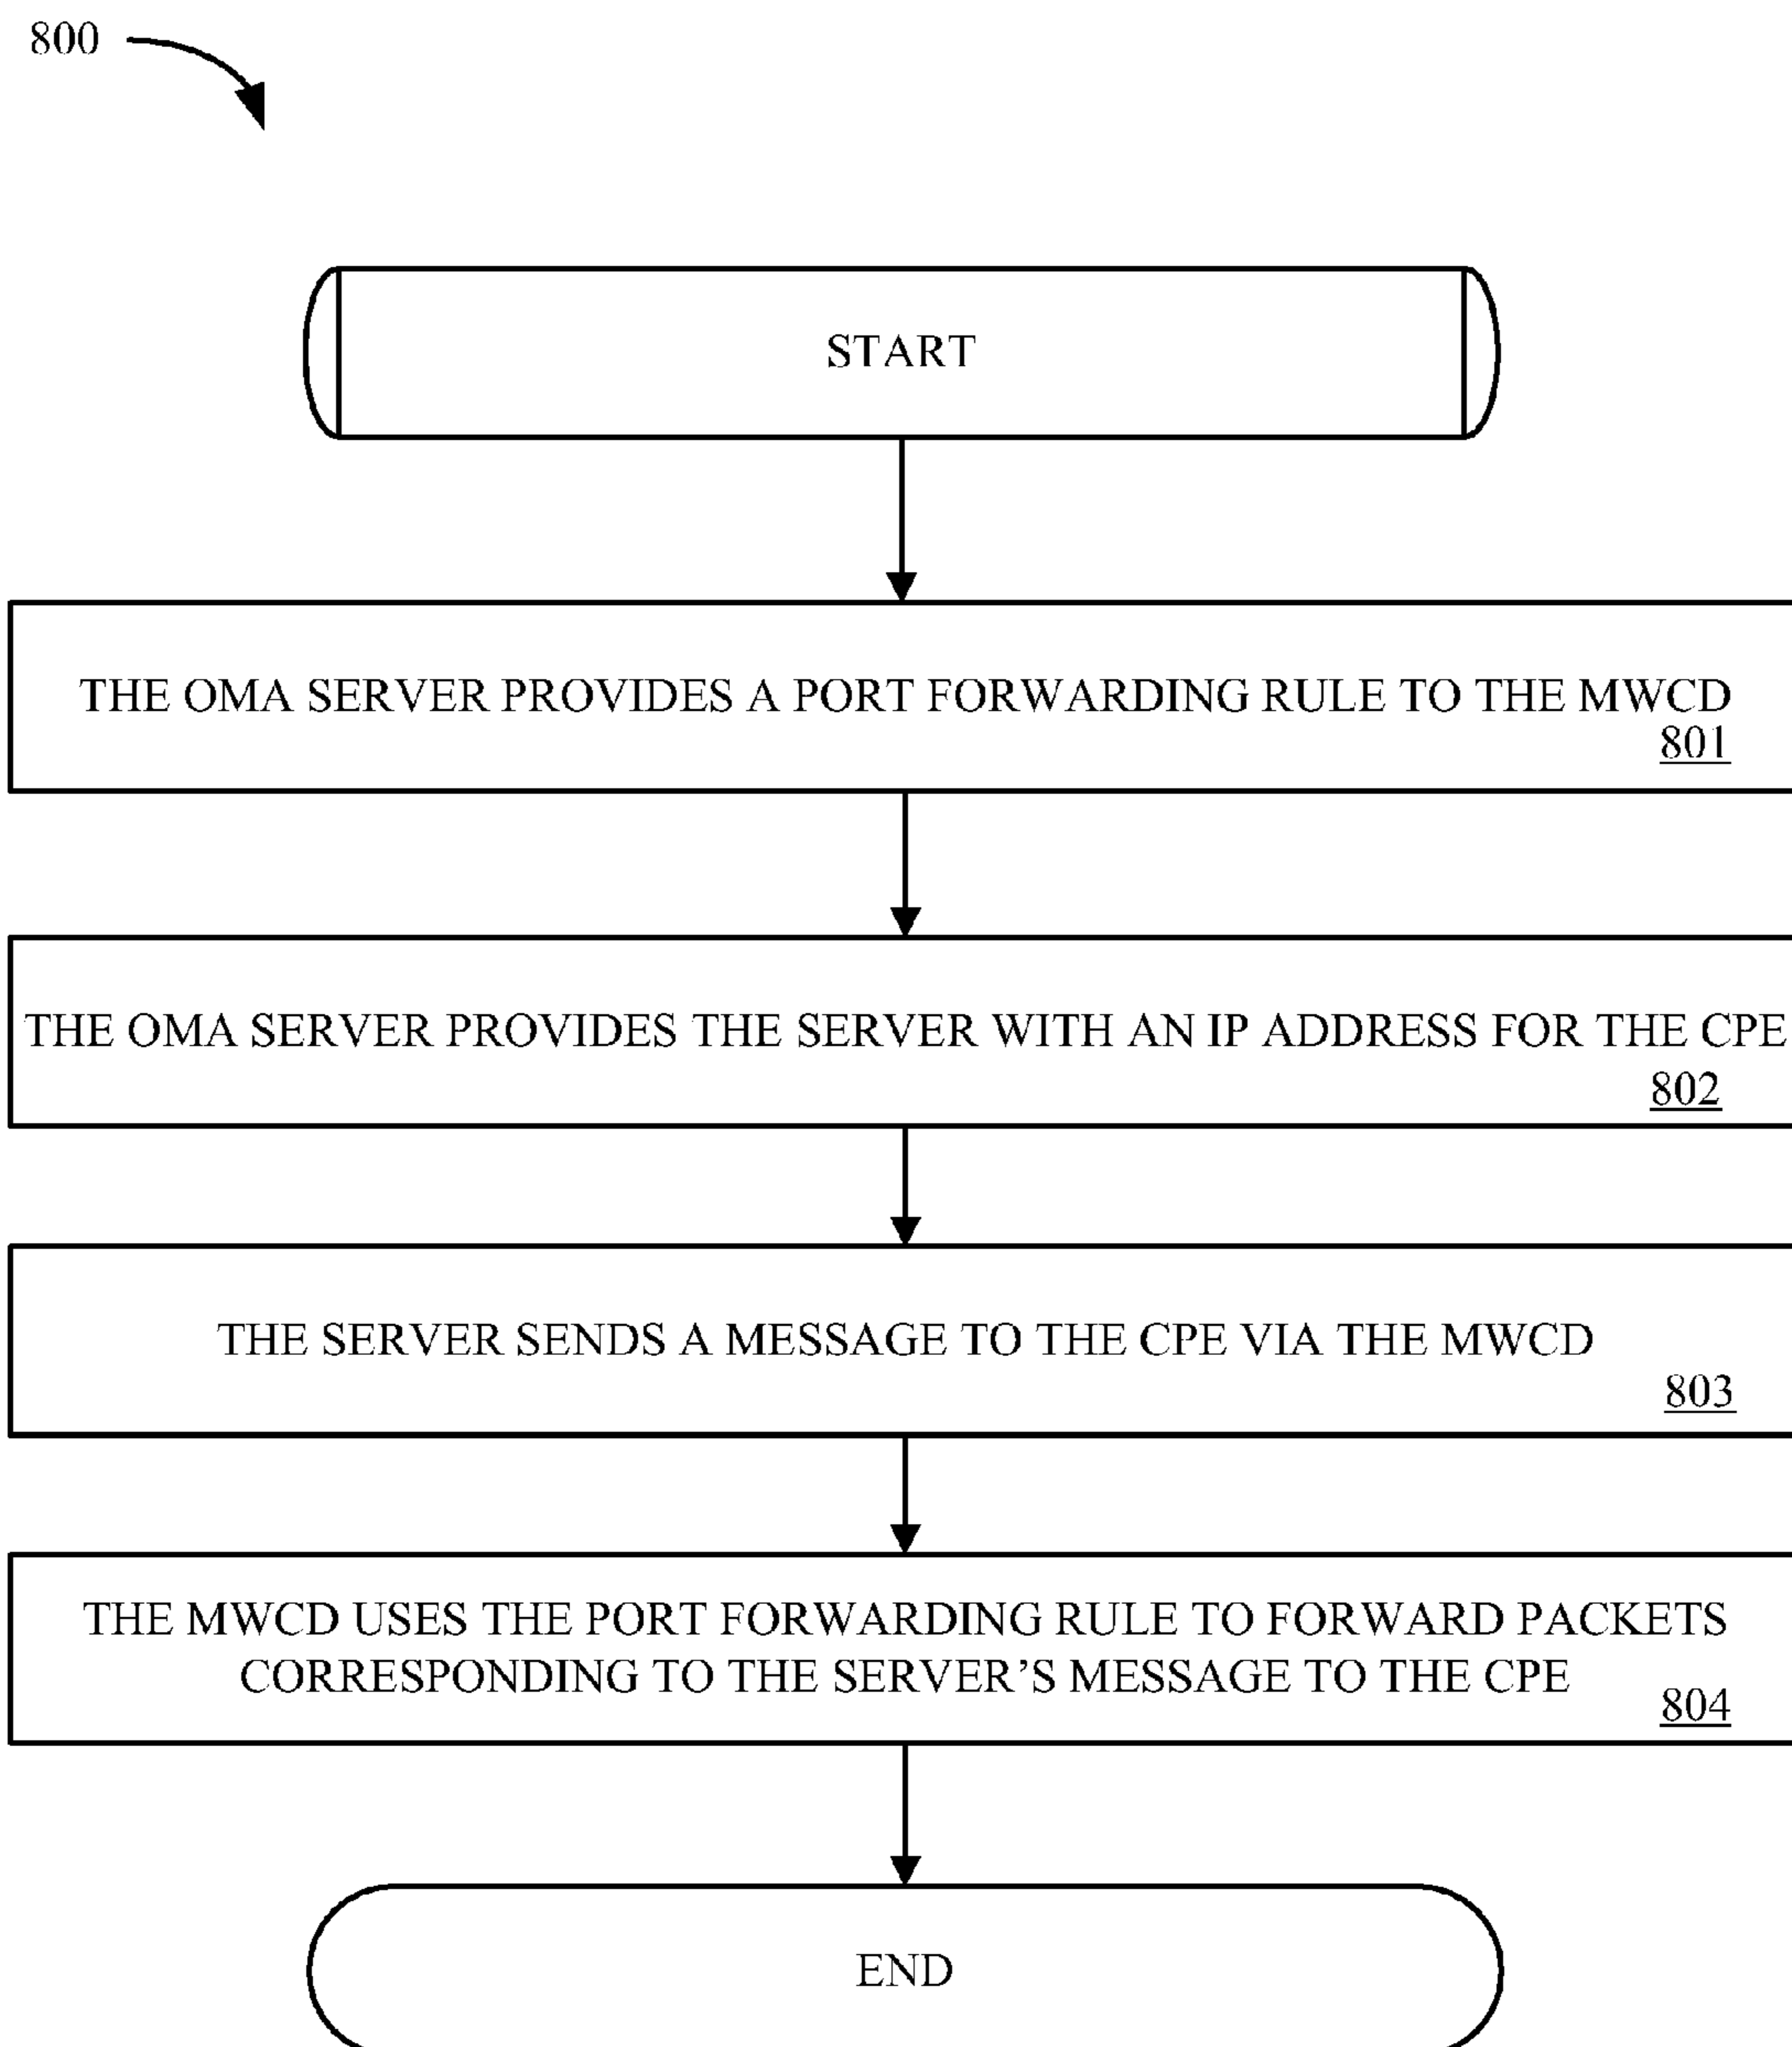 800
START
THE OMA SERVER PROVIDES A PORT FORWARDING RULE TO THE MWCD
801
THE OMA SERVER PROVIDES THE SERVER WITH AN IP ADDRESS FOR THE CPE
802
THE SERVER SENDS A MESSAGE TO THE CPE VIA THE MWCD
803
THE MWCD USES THE PORT FORWARDING RULE TO FORWARD PACKETS
CORRESPONDING TO THE SERVER’S MESSAGE TO THE CPE
804
END